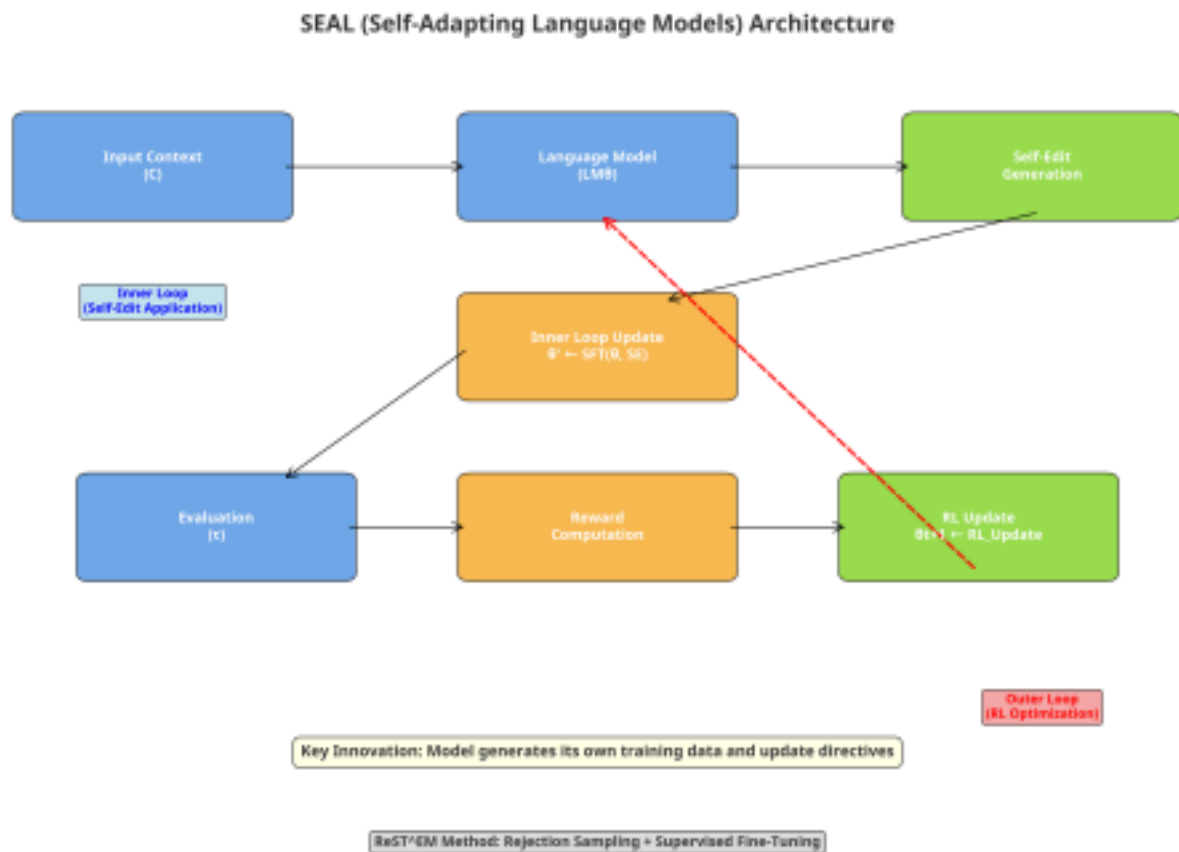 SEAL (Self-Adapting Language Models) Architecture
Input Context
(C)
Language Model
(LMθ)
Self-Edit
Generation
Inner Loop
(Self-Edit Application)
Inner Loop Update
θ' ← SFT(θ, SE)
Evaluation
(τ)
Reward
Computation
RL Update
← RL_Update
Outer Loop
(RL Optimization)
Key Innovation: Model generates its own training data and update directives
ReST^EM Method: Rejection Sampling + Supervised Fine-Tuning